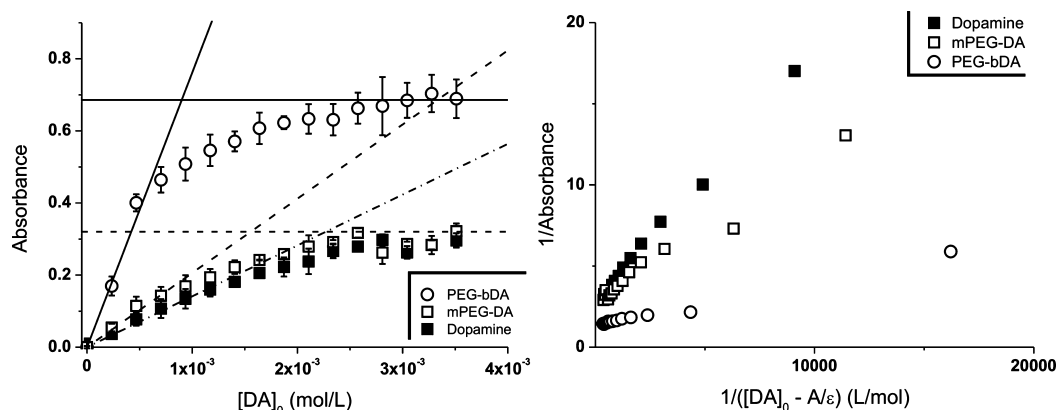 Absorbance
0.8
0.6
0.4
0.2
0.0
0
1x10⁻³
2x10⁻³
3x10⁻³
4x10⁻³
[DA]₀ (mol/L)
PEG-bDA
mPEG-DA
Dopamine
1/Absorbance
20
10
0
10000
20000
1/([DA]₀ - A/ε) (L/mol)
Dopamine
mPEG-DA
PEG-bDA